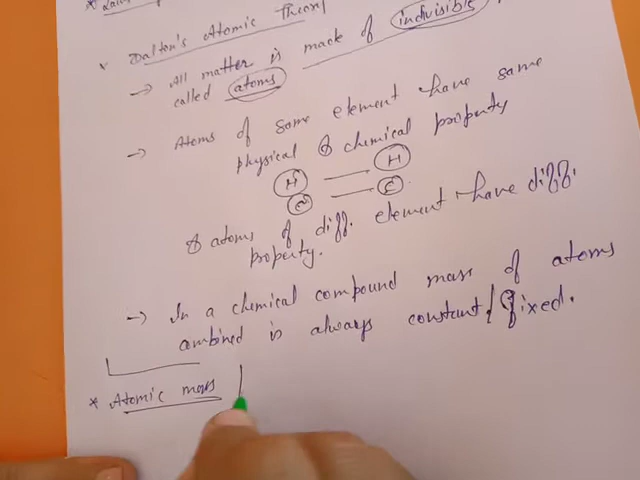 * Dalton's Atomic Theory
→ All matter is made of indivisible
called atoms
→ Atoms of same element have same
physical & chemical property
H → H
C → C
& atoms of diff. element have diff.
property.
→ In a chemical compound mass of atoms
combined is always constant / fixed.
* Atomic mass |